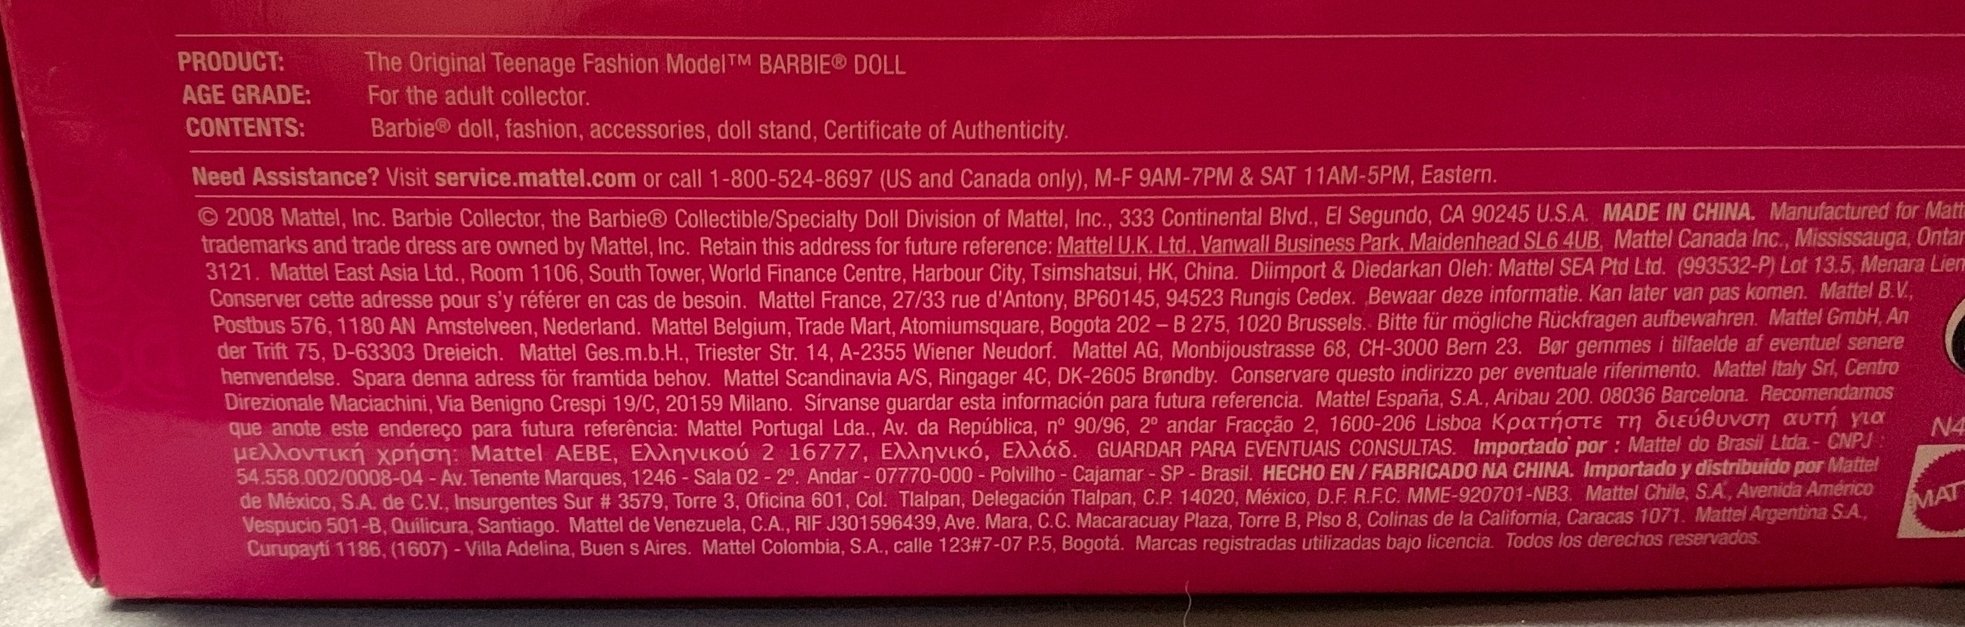 PRODUCT: The Original Teenage Fashion Model™ BARBIE® DOLL
AGE GRADE: For the adult collector.
CONTENTS: Barbie® doll, fashion, accessories, doll stand, Certificate of Authenticity.
Need Assistance? Visit service.mattel.com or call 1-800-524-8697 (US and Canada only), M-F 9AM-7PM & SAT 11AM-5PM, Eastern.
© 2008 Mattel, Inc. Barbie Collector, the Barbie® Collectible/Specialty Doll Division of Mattel, Inc., 333 Continental Blvd., El Segundo, CA 90245 U.S.A. MADE IN CHINA. Manufactured for Matt
trademarks and trade dress are owned by Mattel, Inc. Retain this address for future reference: Mattel U.K. Ltd., Vanwall Business Park, Maidenhead SL6 4UB, Mattel Canada Inc., Mississauga, Ontar
3121. Mattel East Asia Ltd., Room 1106, South Tower, World Finance Centre, Harbour City, Tsimshatsui, HK, China. Diimport & Diedarkan Oleh: Mattel SEA Ptd Ltd. (993532-P) Lot 13.5, Menara Lien
Conserver cette adresse pour s'y référer en cas de besoin. Mattel France, 27/33 rue d'Antony, BP60145, 94523 Rungis Cedex. Bewaar deze informatie. Kan later van pas komen. Mattel B.V.,
Postbus 576, 1180 AN Amstelveen, Nederland. Mattel Belgium, Trade Mart, Atomiumsquare, Bogota 202 – B 275, 1020 Brussels. Bitte für mögliche Rückfragen aufbewahren. Mattel GmbH, An
der Trift 75, D-63303 Dreieich. Mattel Ges.m.b.H., Triester Str. 14, A-2355 Wiener Neudorf. Mattel AG, Monbijoustrasse 68, CH-3000 Bern 23. Bør gemmes i tilfaelde af eventuel senere
henvendelse. Spara denna adress för framtida behov. Mattel Scandinavia A/S, Ringager 4C, DK-2605 Brøndby. Conservare questo indirizzo per eventuale riferimento. Mattel Italy Srl, Centro
Direzionale Maciachini, Via Benigno Crespi 19/C, 20159 Milano. Sírvanse guardar esta información para futura referencia. Mattel España, S.A., Aribau 200. 08036 Barcelona. Recomendamos
que anote este endereço para futura referência: Mattel Portugal Lda., Av. da República, nº 90/96, 2º andar Fracção 2, 1600-206 Lisboa Κρατήστε τη διεύθυνση αυτή για
μελλοντική χρήση: Mattel AEBE, Ελληνικού 2 16777, Ελληνικό, Ελλάδ. GUARDAR PARA EVENTUAIS CONSULTAS. Importado por : Mattel do Brasil Ltda.- CNPJ :
54.558.002/0008-04 - Av. Tenente Marques, 1246 - Sala 02 - 2º. Andar - 07770-000 - Polvilho - Cajamar - SP - Brasil. HECHO EN / FABRICADO NA CHINA. Importado y distribuido por Mattel
de México, S.A. de C.V., Insurgentes Sur # 3579, Torre 3, Oficina 601, Col. Tlalpan, Delegación Tlalpan, C.P. 14020, México, D.F. R.F.C. MME-920701-NB3. Mattel Chile, S.A., Avenida Américo
Vespucio 501-B, Quilicura, Santiago. Mattel de Venezuela, C.A., RIF J301596439, Ave. Mara, C.C. Macaracuay Plaza, Torre B, Piso 8, Colinas de la California, Caracas 1071. Mattel Argentina S.A.,
Curupaytí 1186, (1607) - Villa Adelina, Buen s Aires. Mattel Colombia, S.A., calle 123#7-07 P.5, Bogotá. Marcas registradas utilizadas bajo licencia. Todos los derechos reservados.
N4
MAT